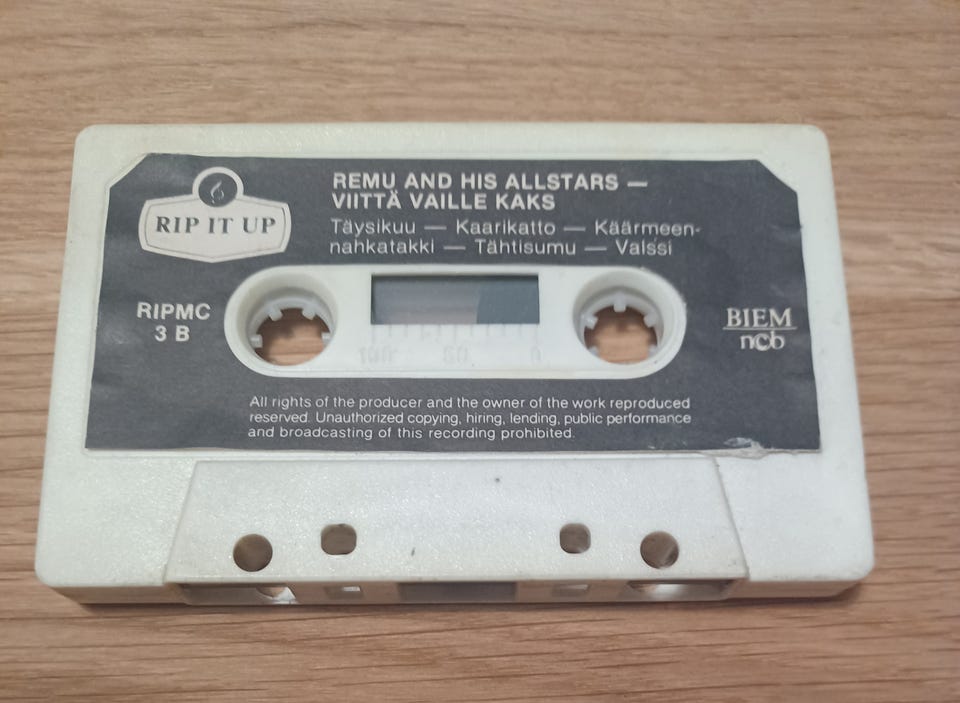 REMU AND HIS ALLSTARS —
VIITTÄ VAILLE KAKS
RIP IT UP
Täysikuu — Kaarikatto — Käärmeen-
nahkatakki — Tähtisumu — Valssi
RIPMC
3 B
BIEM
ncb
100 50 0
All rights of the producer and the owner of the work reproduced
reserved. Unauthorized copying, hiring, lending, public performance
and broadcasting of this recording prohibited.